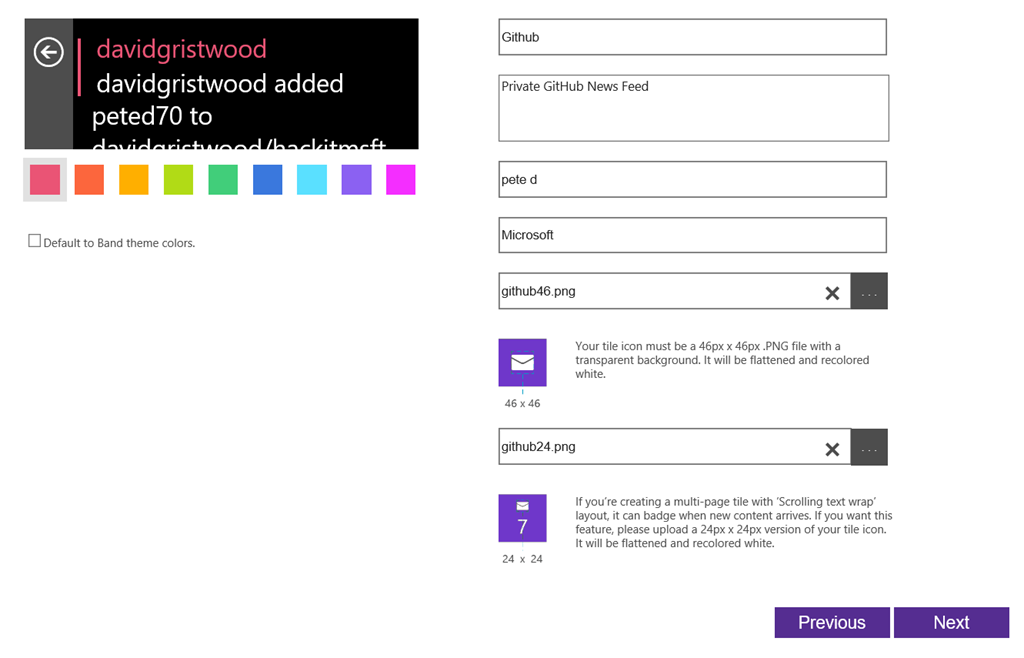 davidgristwood
davidgristwood added
peted70 to
davidgristwood/hackitmsft
Default to Band theme colors.
Github
Private GitHub News Feed
pete d
Microsoft
github46.png
...
Your tile icon must be a 46px x 46px .PNG file with a
transparent background. It will be flattened and recolored
white.
46 x 46
github24.png
...
7
If you're creating a multi-page tile with 'Scrolling text wrap'
layout, it can badge when new content arrives. If you want this
feature, please upload a 24px x 24px version of your tile icon.
It will be flattened and recolored white.
24 x 24
Previous
Next